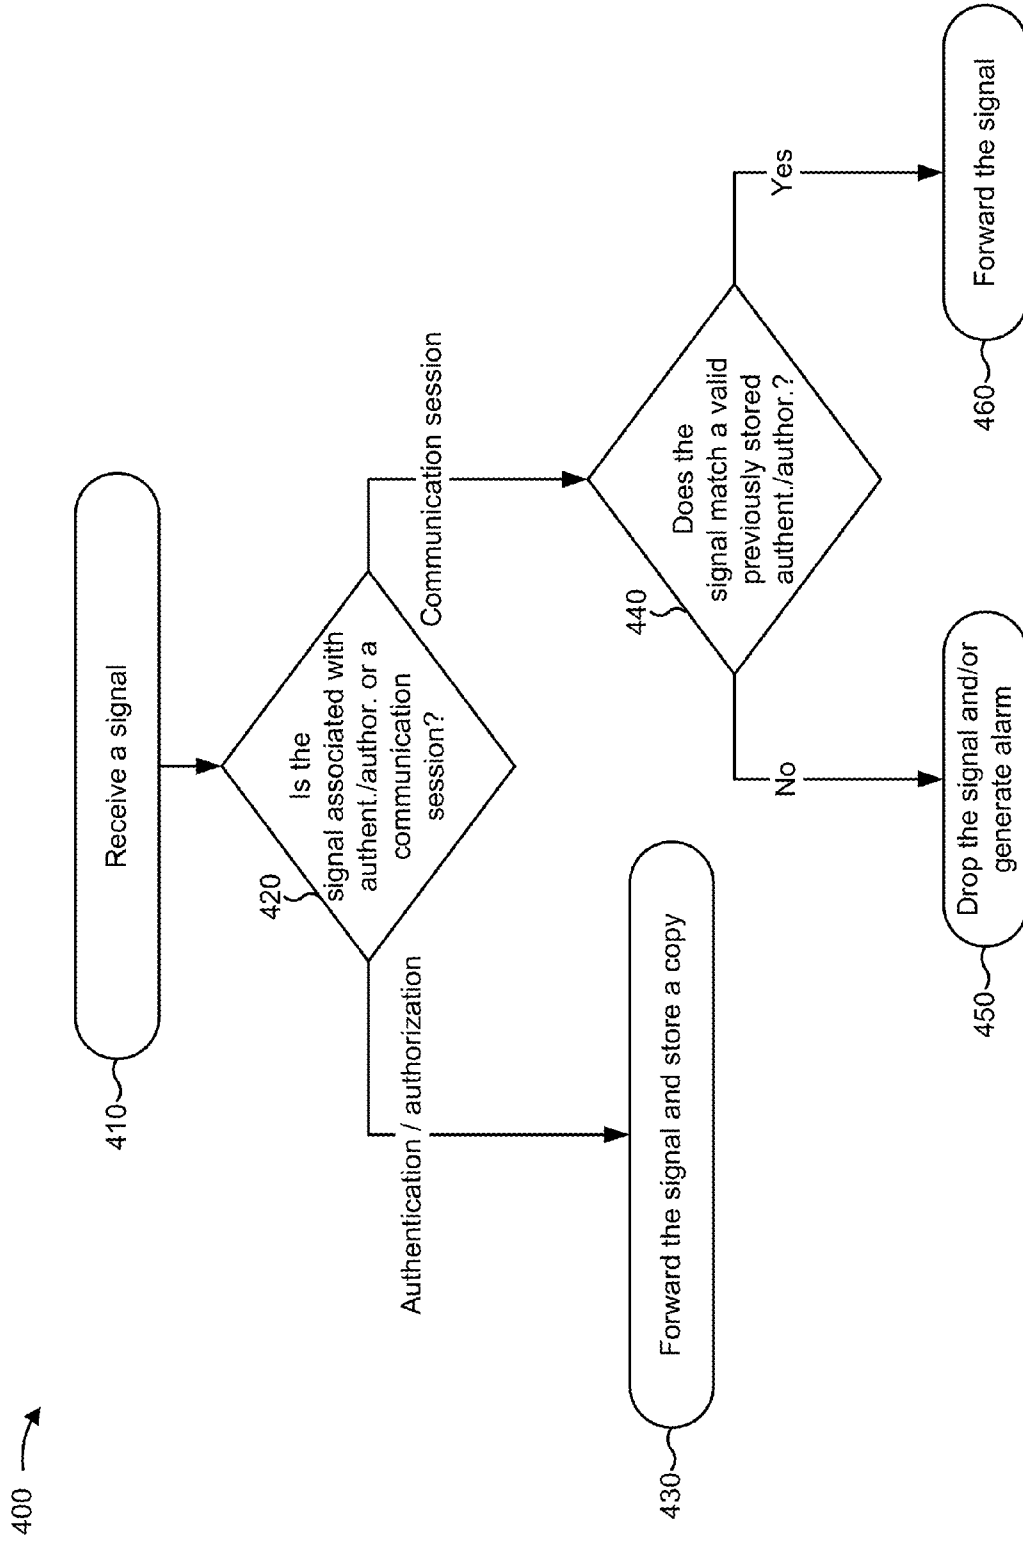 400
410
Receive a signal
420
Is the
signal associated with
authent./author. or a
communication
session?
Authentication / authorization
Communication session
430
Forward the signal and store a copy
440
Does the
signal match a valid
previously stored
authent./author.?
No
Yes
450
Drop the signal and/or
generate alarm
460
Forward the signal